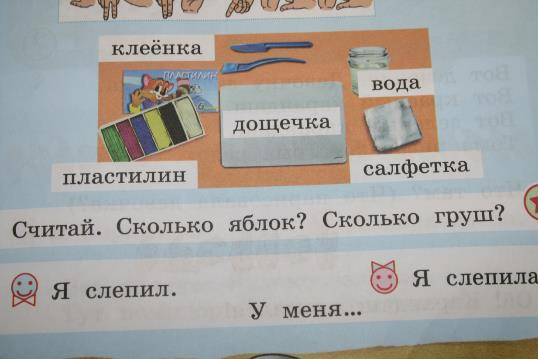 клеёнка
ПЛАСТИЛИН
вода
дощечка
пластилин
салфетка
Считай. Сколько яблок? Сколько груш?
Я слепил.
Я слепила
У меня...